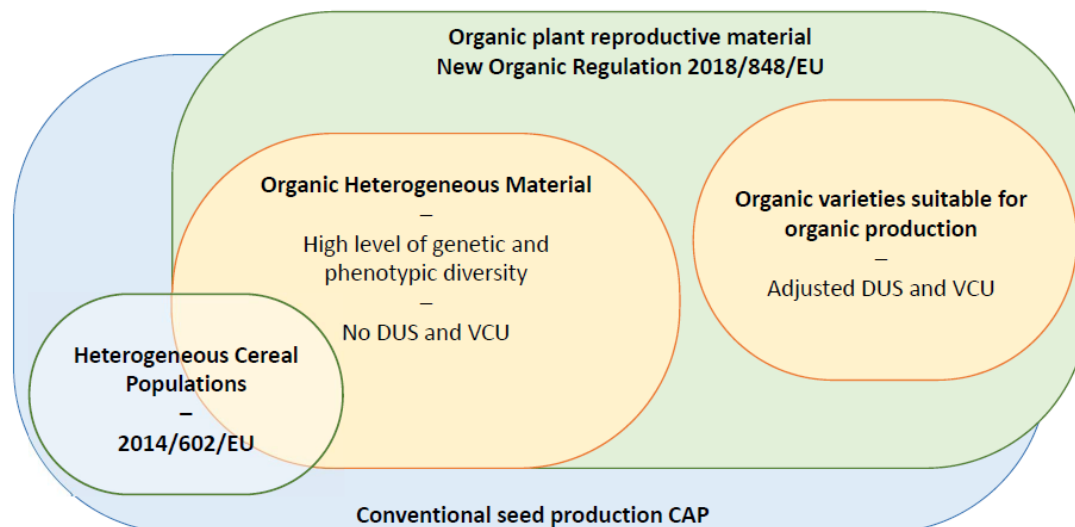 Organic plant reproductive material
New Organic Regulation 2018/848/EU
Organic Heterogeneous Material
–
High level of genetic and
phenotypic diversity
–
No DUS and VCU
Organic varieties suitable for
organic production
–
Adjusted DUS and VCU
Heterogeneous Cereal
Populations
–
2014/602/EU
Conventional seed production CAP